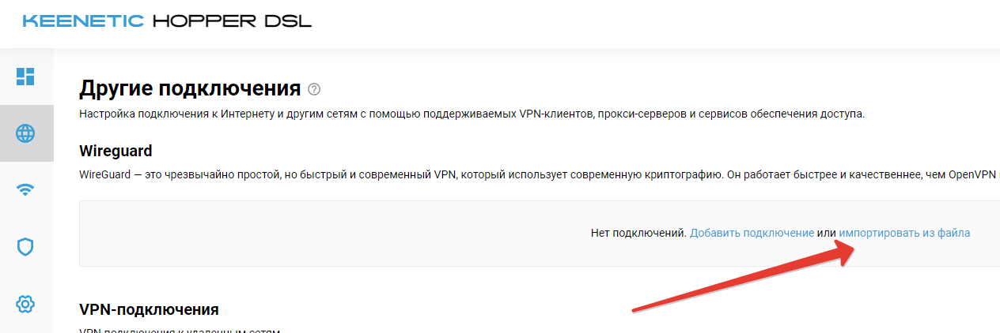 KEENETIC HOPPER DSL
Другие подключения ?
Настройка подключения к Интернету и другим сетям с помощью поддерживаемых VPN-клиентов, прокси-серверов и сервисов обеспечения доступа.
Wireguard
WireGuard — это чрезвычайно простой, но быстрый и современный VPN, который использует современную криптографию. Он работает быстрее и качественнее, чем OpenVPN
Нет подключений. Добавить подключение или импортировать из файла
VPN-подключения
VPN подключения к удаленным сетям